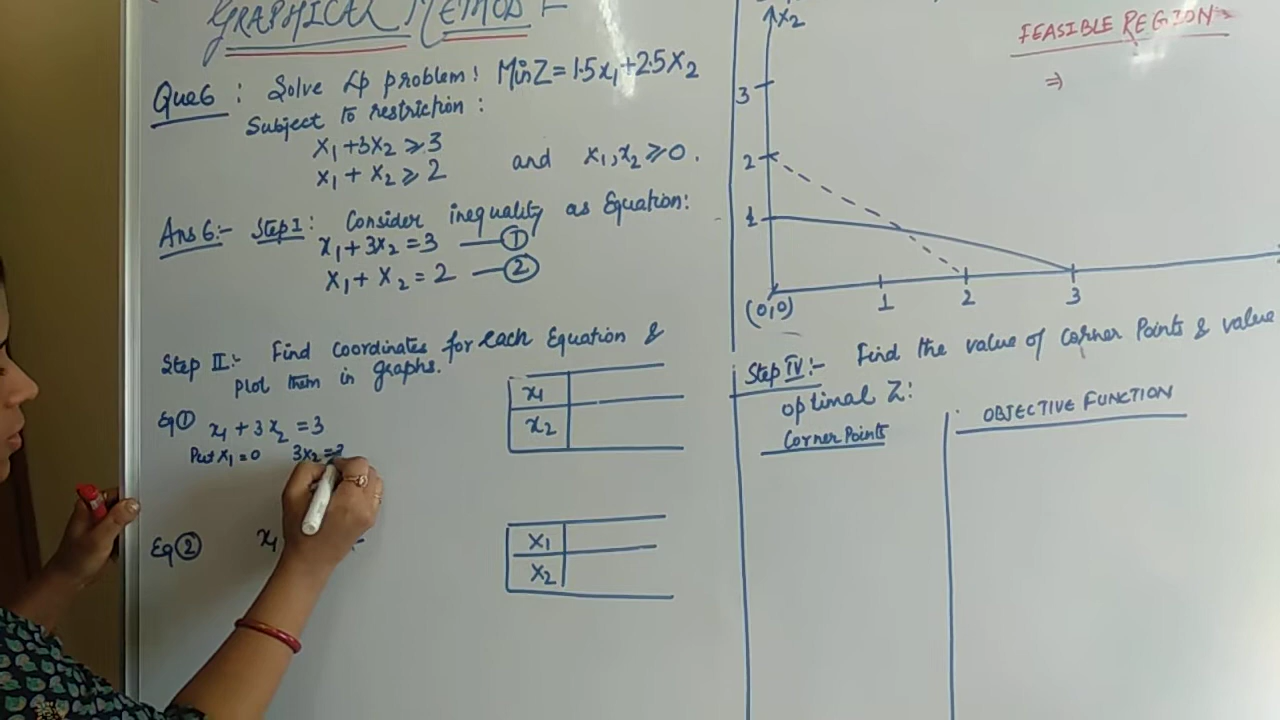 GRAPHICAL METHOD
Que6 : Solve Lp problem! Min Z = 1.5x₁+2.5x₂
Subject to restriction :
x₁+3x₂ ≥ 3
x₁ + x₂ ≥ 2 and x₁,x₂ ≥ 0.
Ans 6:- Step I: Consider inequality as Equation:
x₁+3x₂ = 3 —①
x₁+ x₂ = 2 —②
Step II:- Find Coordinates for each Equation &
plot them in graphs.
Eq① x₁ + 3x₂ = 3
Put x₁ = 0 3x₂ =
x₁
x₂
Eq② x₁
x₁
x₂
x₂
3
2
1
(0,0) 1 2 3
FEASIBLE REGION
⇒
Step IV:- Find the value of Corner Points & value
optimal Z:
Corner Points
OBJECTIVE FUNCTION